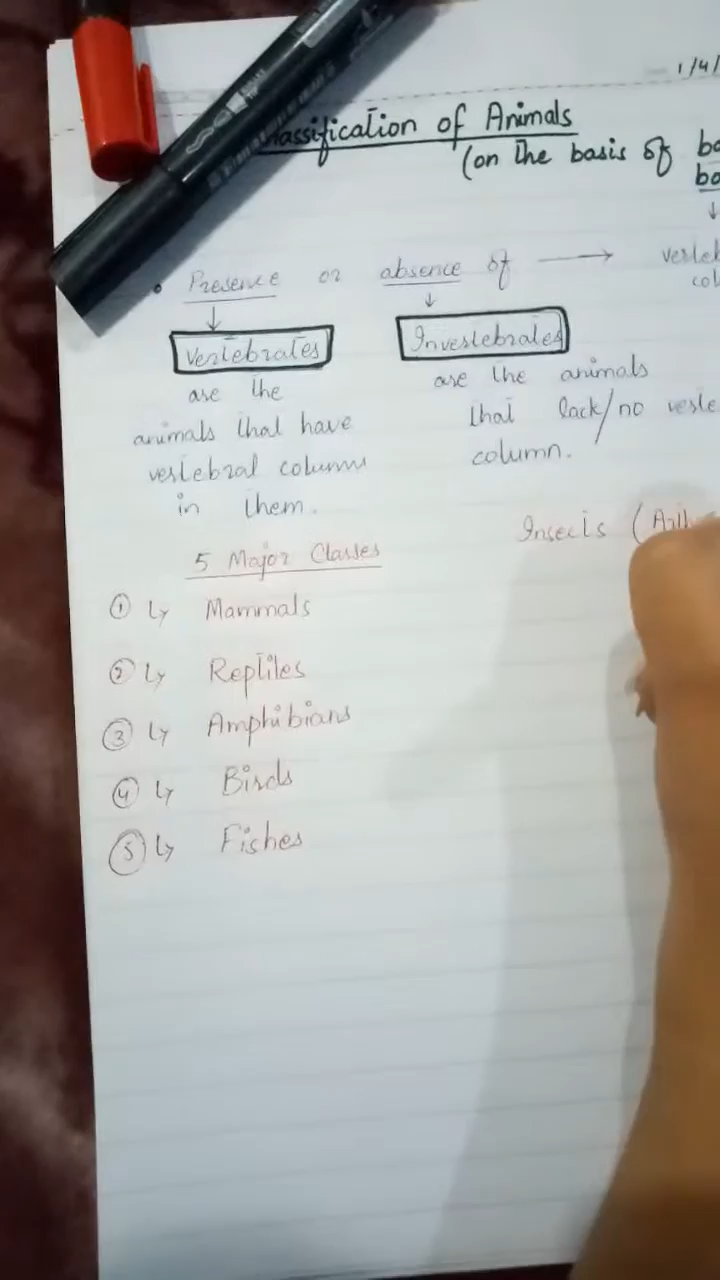 1/4/
assification of Animals
(on the basis of
• Presence or absence of →
↓ ↓
Vertebrates Invertebrates
are the are the animals
animals that have that lack/no
vertebral column column.
in them.
Insects (
5 Major Classes
① ↳ Mammals
② ↳ Reptiles
③ ↳ Amphibians
④ ↳ Birds
⑤ ↳ Fishes